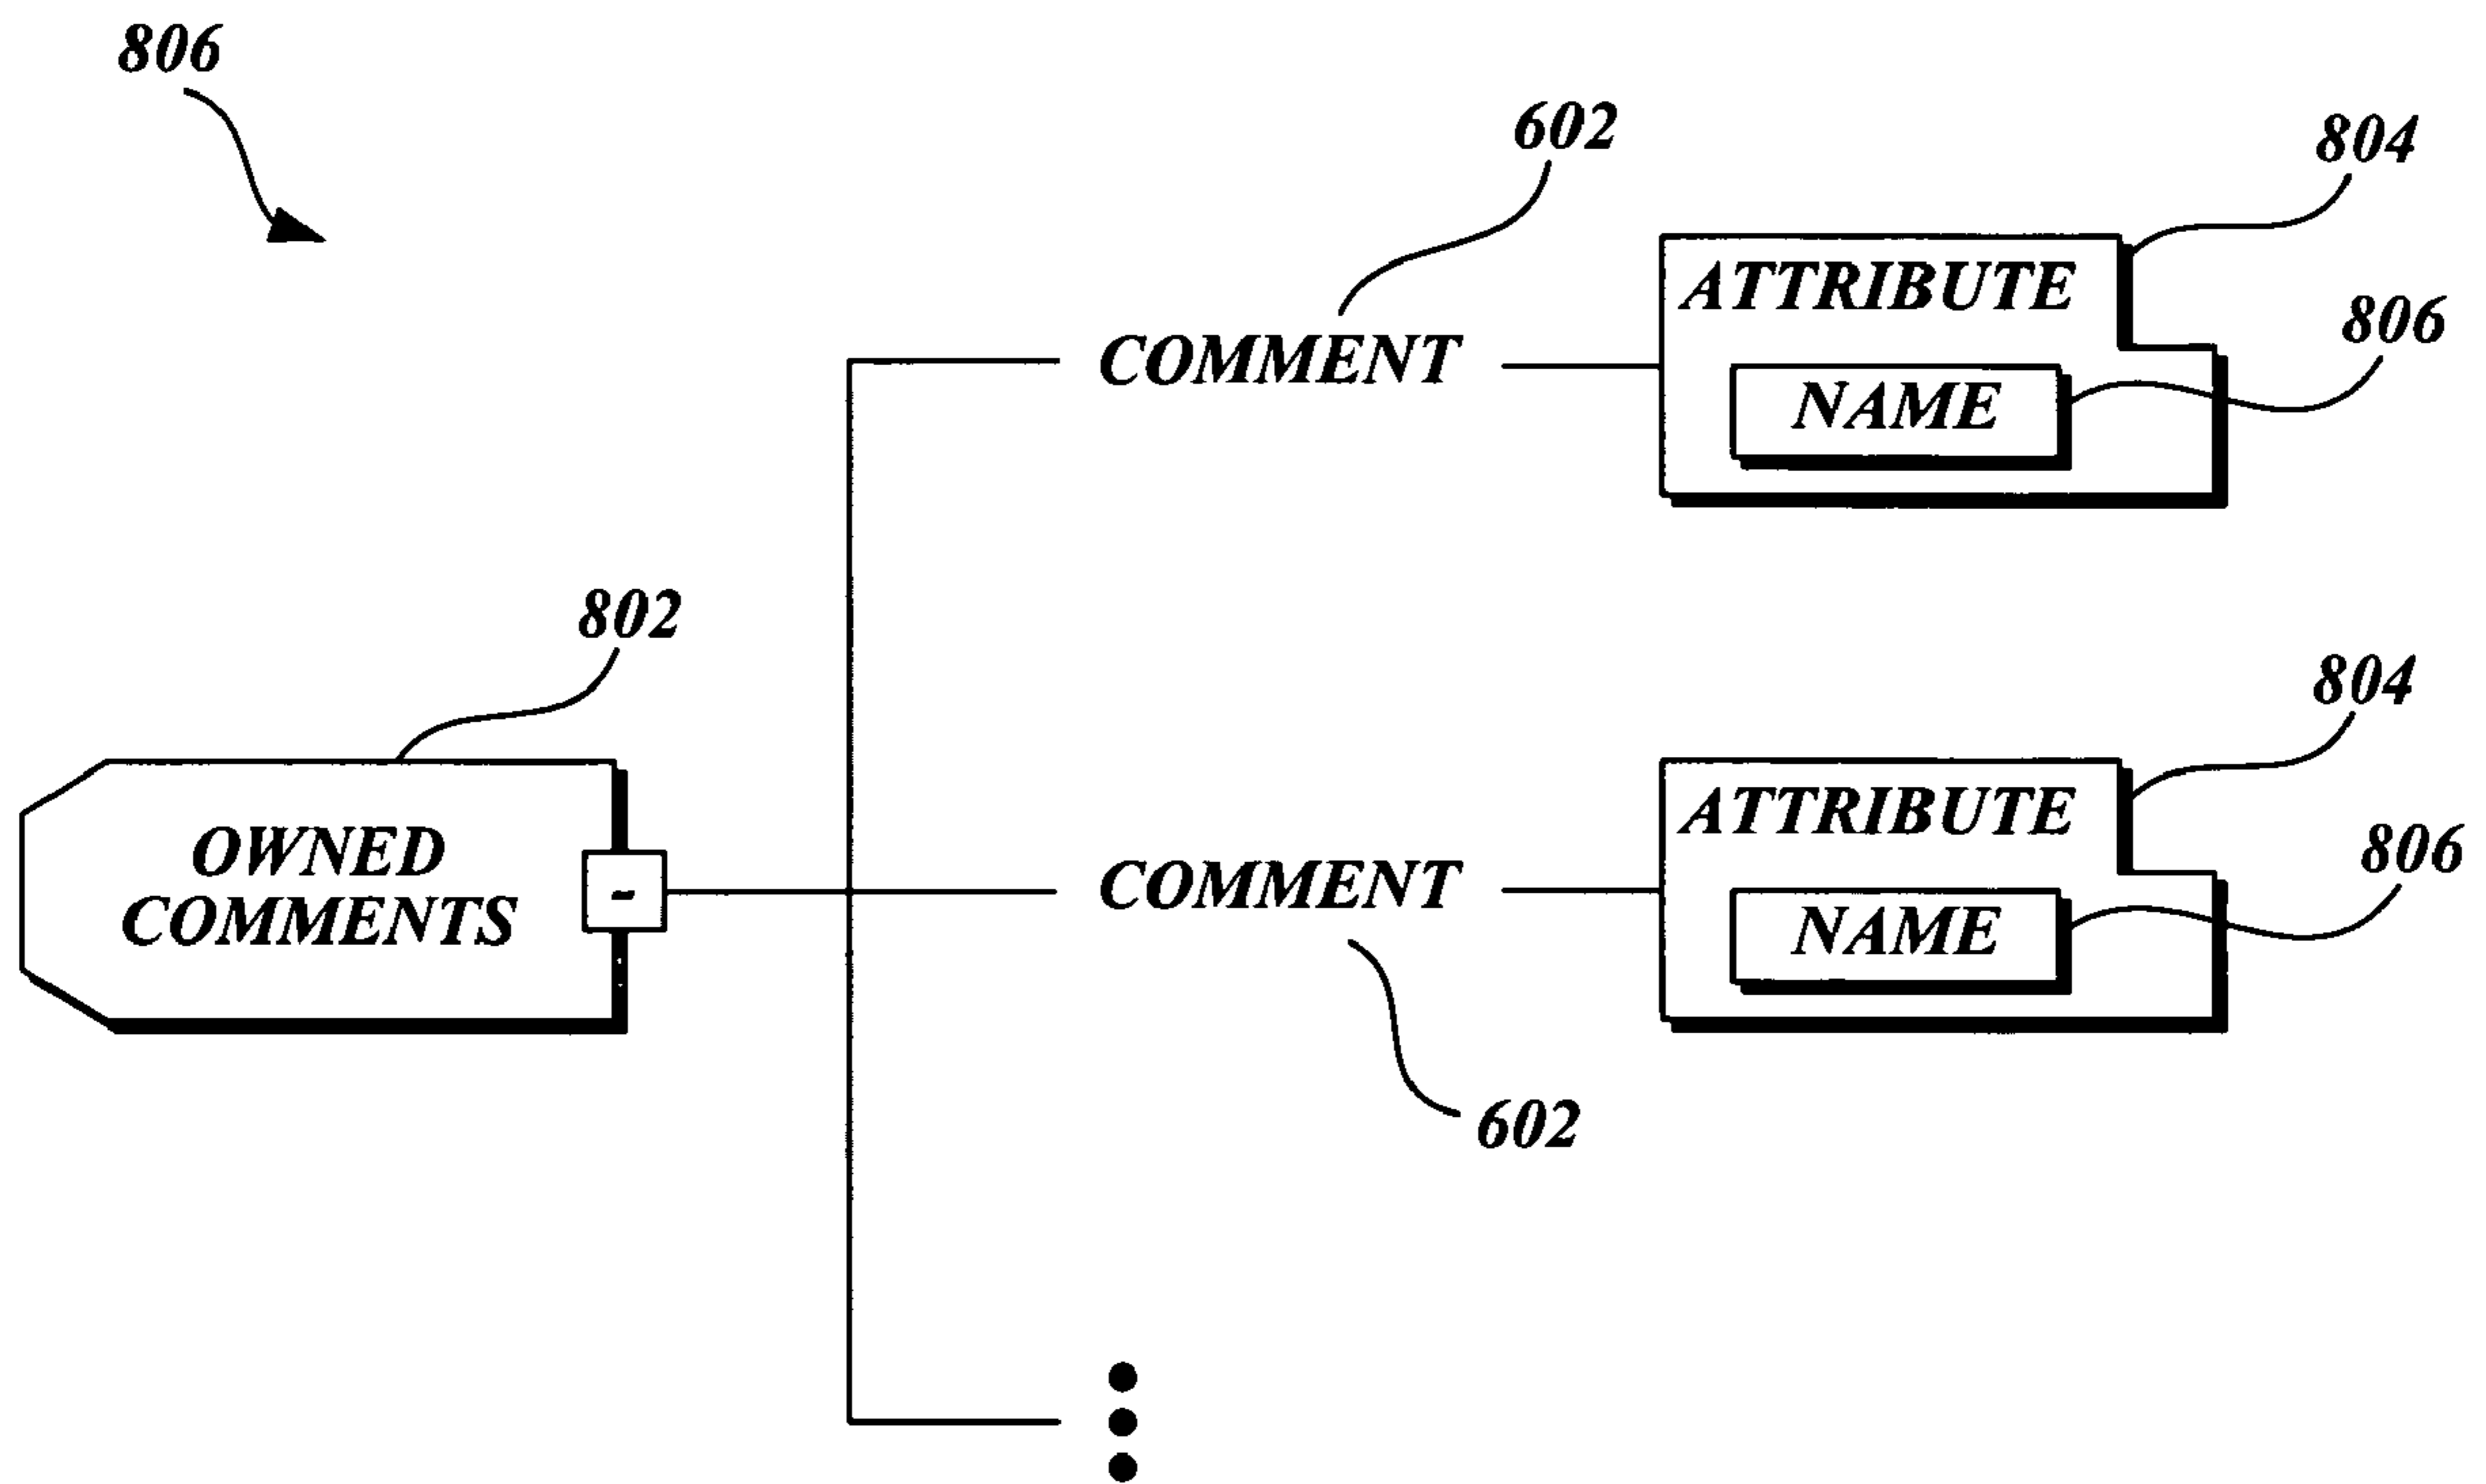 806
602
804
ATTRIBUTE
806
COMMENT
NAME
802
804
ATTRIBUTE
806
OWNED
COMMENTS
-
COMMENT
NAME
602